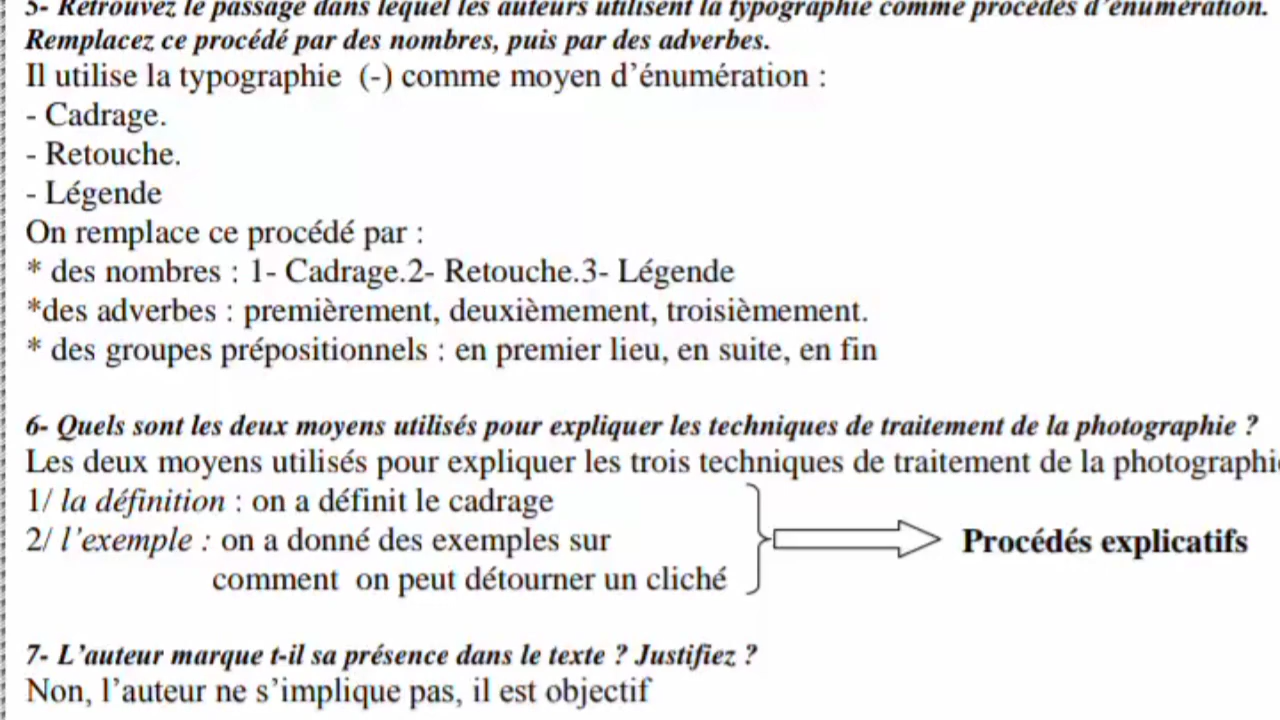 5- Retrouvez le passage dans lequel les auteurs utilisent la typographie comme procédés d'énumération.
Remplacez ce procédé par des nombres, puis par des adverbes.
Il utilise la typographie (-) comme moyen d'énumération :
- Cadrage.
- Retouche.
- Légende
On remplace ce procédé par :
* des nombres : 1- Cadrage.2- Retouche.3- Légende
*des adverbes : premièrement, deuxièmement, troisièmement.
* des groupes prépositionnels : en premier lieu, en suite, en fin
6- Quels sont les deux moyens utilisés pour expliquer les techniques de traitement de la photographie ?
Les deux moyens utilisés pour expliquer les trois techniques de traitement de la photographie
1/ la définition : on a définit le cadrage
2/ l'exemple : on a donné des exemples sur
comment on peut détourner un cliché
Procédés explicatifs
7- L'auteur marque t-il sa présence dans le texte ? Justifiez ?
Non, l'auteur ne s'implique pas, il est objectif